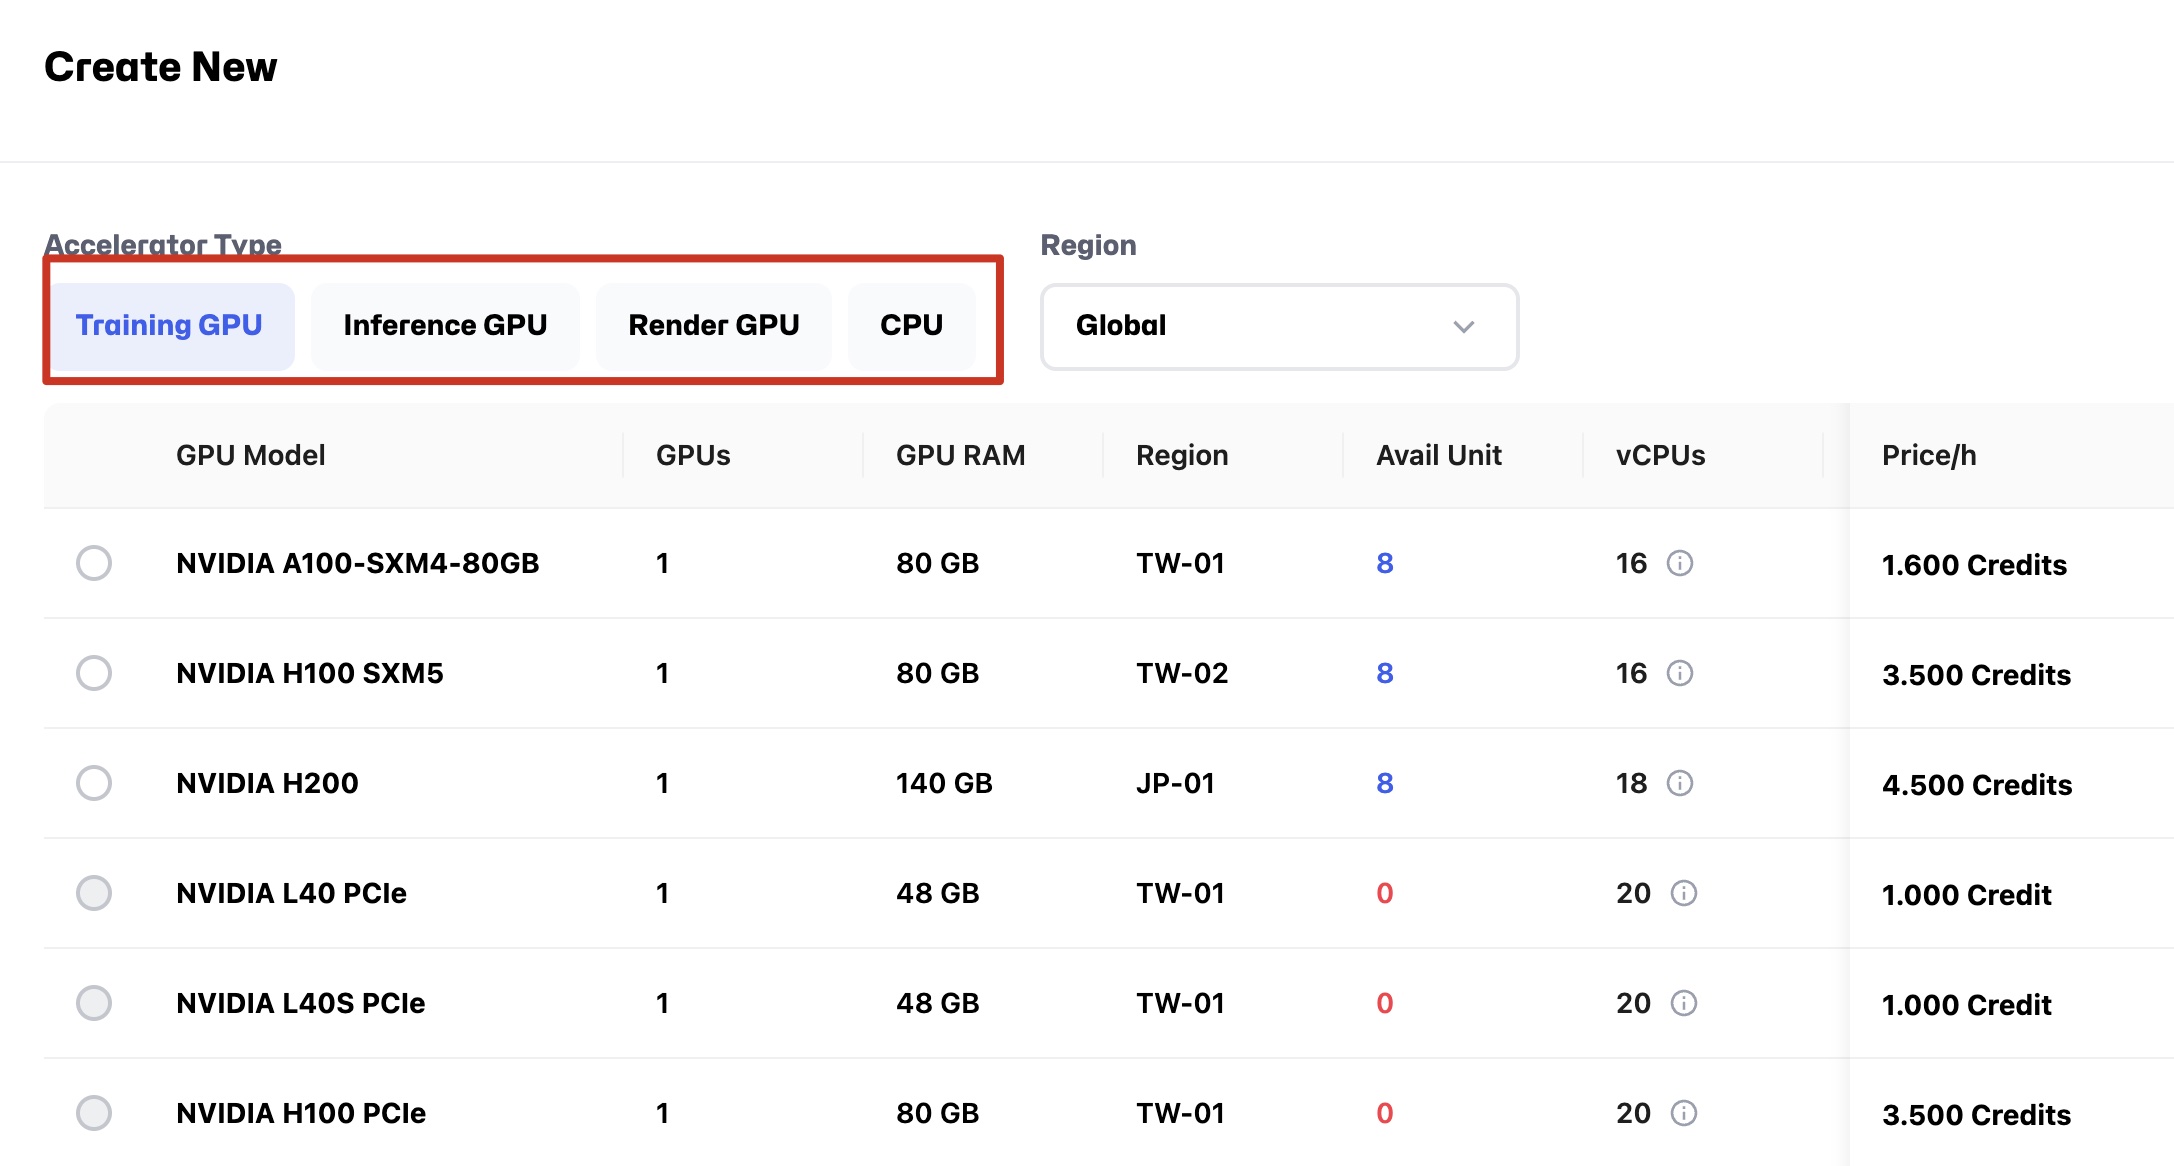 Create New
Accelerator Type Region
Training GPU Inference GPU Render GPU CPU Global
GPU Model GPUs GPU RAM Region Avail Unit vCPUs Price/h
NVIDIA A100-SXM4-80GB 1 80 GB TW-01 8 16 1.600 Credits
NVIDIA H100 SXM5 1 80 GB TW-02 8 16 3.500 Credits
NVIDIA H200 1 140 GB JP-01 8 18 4.500 Credits
NVIDIA L40 PCIe 1 48 GB TW-01 0 20 1.000 Credit
NVIDIA L40S PCIe 1 48 GB TW-01 0 20 1.000 Credit
NVIDIA H100 PCIe 1 80 GB TW-01 0 20 3.500 Credits